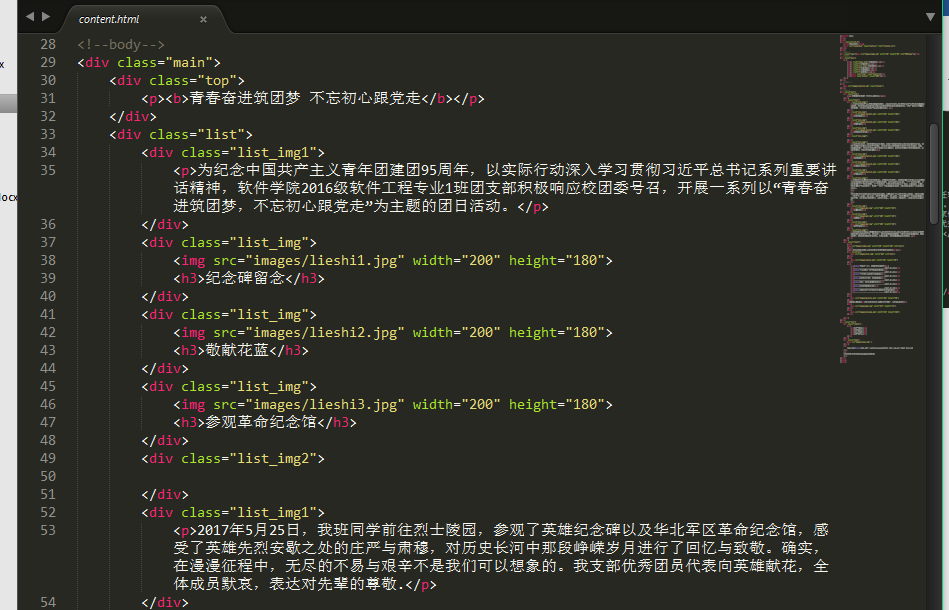 content.html
x
28 <!--body-->
29 <div class="main">
30 <div class="top">
31 <p><b>青春奋进筑团梦 不忘初心跟党走</b></p>
32 </div>
33 <div class="list">
34 <div class="list_img1">
35 <p>为纪念中国共产主义青年团建团95周年，以实际行动深入学习贯彻习近平总书记系列重要讲
话精神，软件学院2016级软件工程专业1班团支部积极响应校团委号召，开展一系列以“青春奋
进筑团梦，不忘初心跟党走”为主题的团日活动。</p>
36 </div>
37 <div class="list_img">
38 <img src="images/lieshi1.jpg" width="200" height="180">
39 <h3>纪念碑留念</h3>
40 </div>
41 <div class="list_img">
42 <img src="images/lieshi2.jpg" width="200" height="180">
43 <h3>敬献花蓝</h3>
44 </div>
45 <div class="list_img">
46 <img src="images/lieshi3.jpg" width="200" height="180">
47 <h3>参观革命纪念馆</h3>
48 </div>
49 <div class="list_img2">
50
51 </div>
52 <div class="list_img1">
53 <p>2017年5月25日，我班同学前往烈士陵园，参观了英雄纪念碑以及华北军区革命纪念馆，感
受了英雄先烈安歇之处的庄严与肃穆，对历史长河中那段峥嵘岁月进行了回忆与致敬。确实，
在漫漫征程中，无尽的不易与艰辛不是我们可以想象的。我支部优秀团员代表向英雄献花，全
体成员默哀，表达对先辈的尊敬.</p>
54 </div>
ocx